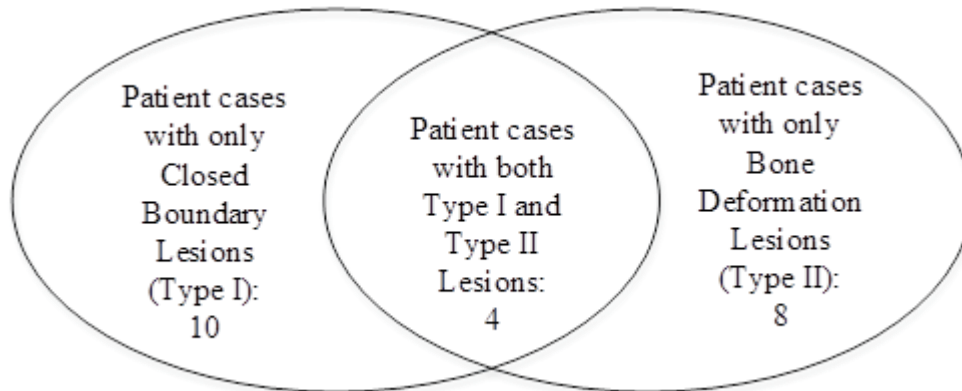 Patient cases
with only
Closed
Boundary
Lesions
(Type I):
10
Patient cases
with both
Type I and
Type II
Lesions:
4
Patient cases
with only
Bone
Deformation
Lesions
(Type II):
8